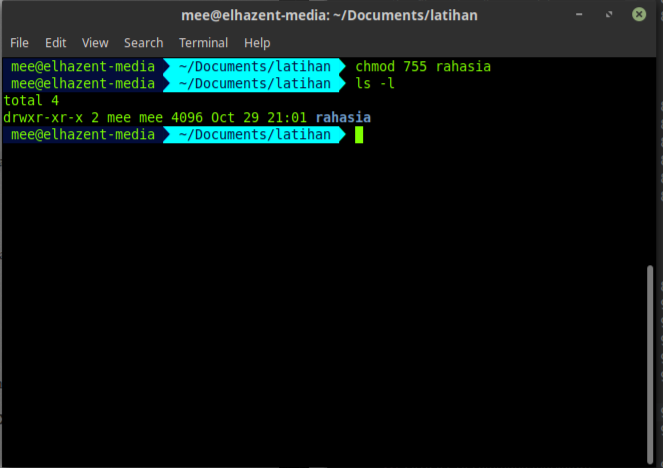 mee@elhazent-media: ~/Documents/latihan
File Edit View Search Terminal Help
mee@elhazent-media ~/Documents/latihan chmod 755 rahasia
mee@elhazent-media ~/Documents/latihan ls -l
total 4
drwxr-xr-x 2 mee mee 4096 Oct 29 21:01 rahasia
mee@elhazent-media ~/Documents/latihan